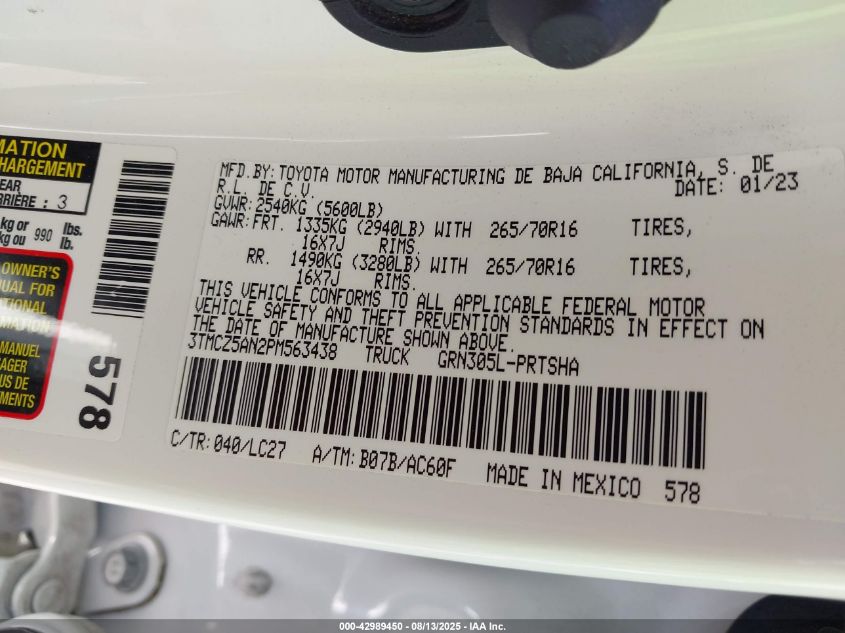 MFD.BY: TOYOTA MOTOR MANUFACTURING DE BAJA CALIFORNIA, S. DE
R.L. DE C.V. DATE: 01/23
GVWR: 2540KG (5600LB)
GAWR: FRT. 1335KG (2940LB) WITH 265/70R16 TIRES,
16X7J RIMS.
RR. 1490KG (3280LB) WITH 265/70R16 TIRES,
16X7J RIMS.
THIS VEHICLE CONFORMS TO ALL APPLICABLE FEDERAL MOTOR
VEHICLE SAFETY AND THEFT PREVENTION STANDARDS IN EFFECT ON
THE DATE OF MANUFACTURE SHOWN ABOVE.
3TMCZ5AN2PM563438 TRUCK GRN305L-PRTSHA
C/TR: 040/LC27 A/TM: B07B/AC60F MADE IN MEXICO 578
MATION
CHARGEMENT
EAR
RRIÈRE : 3
kg or 990 lbs.
kg ou lb.
OWNER'S
UAL FOR
TIONAL
MATION
MANUEL
AGER
US DE
MENTS
578
000-42989450 - 08/13/2025 - IAA Inc.